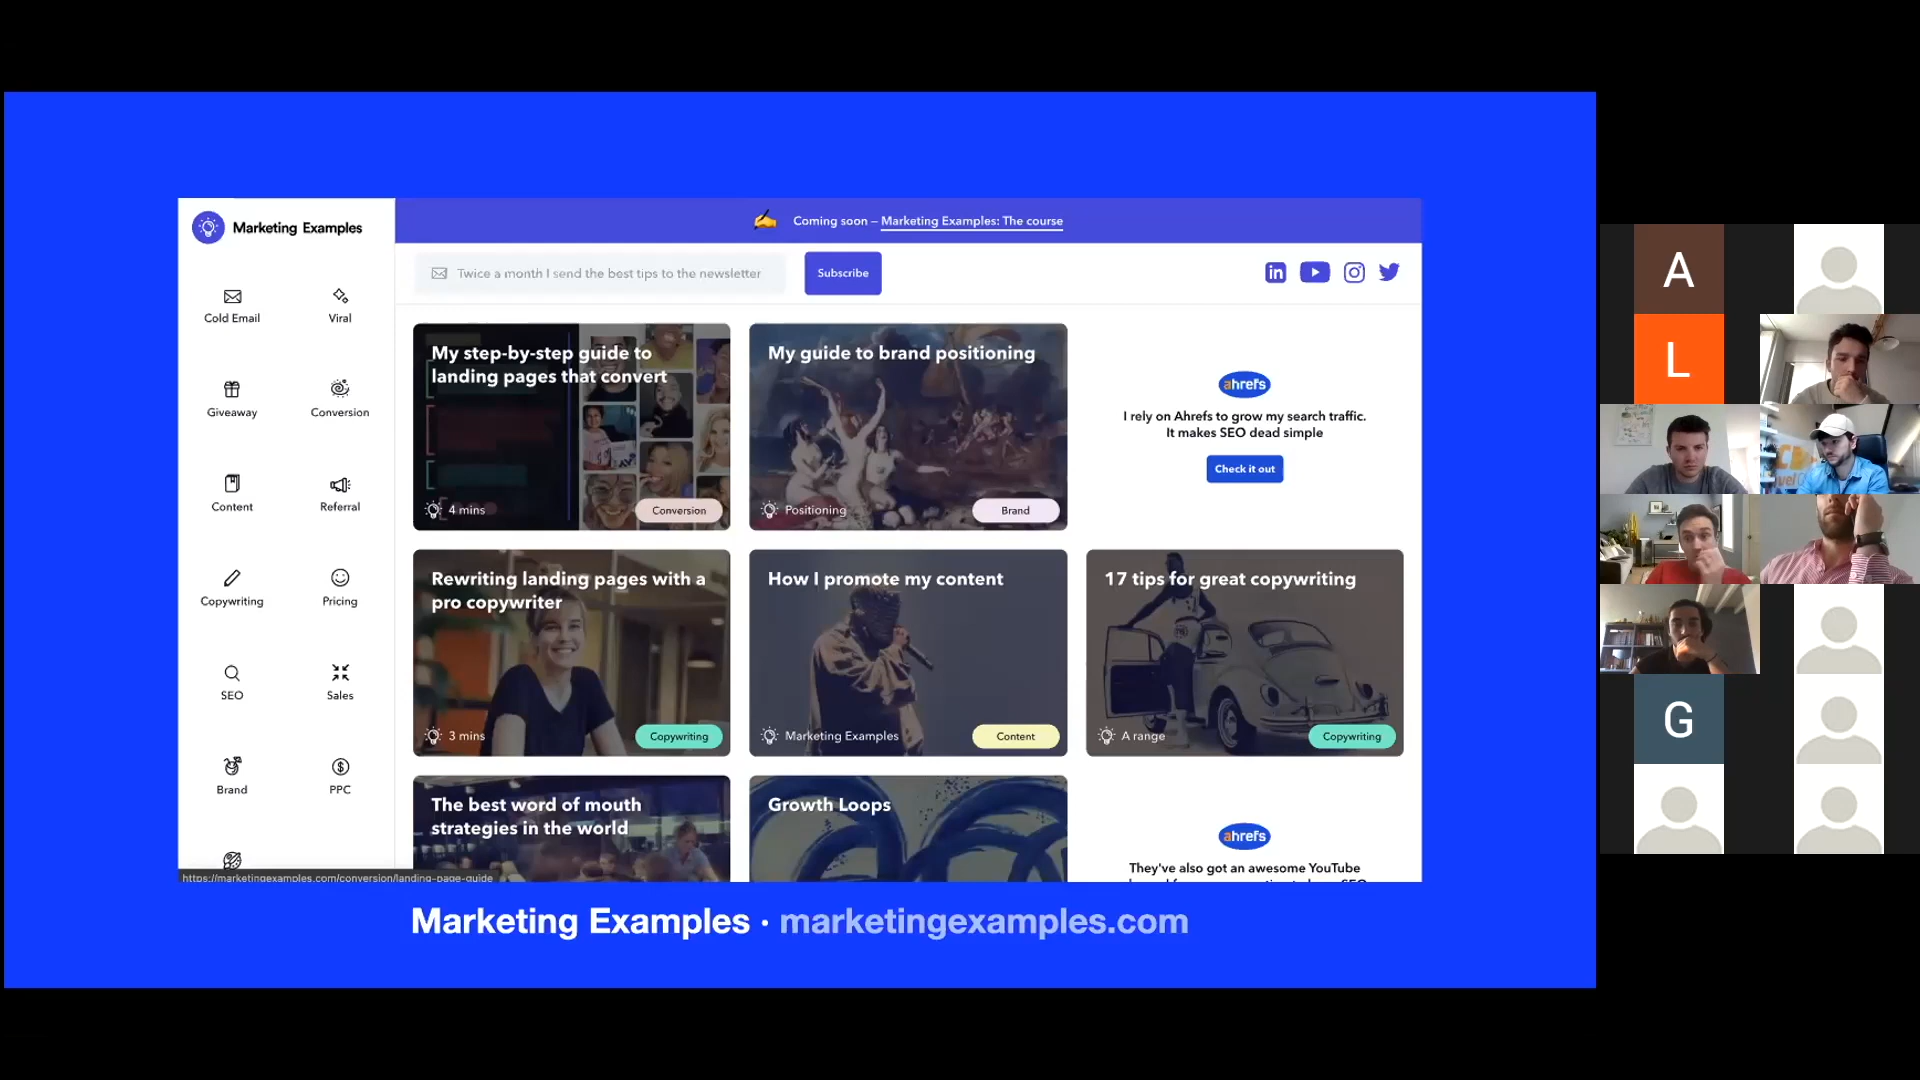 Marketing Examples
Coming soon – Marketing Examples: The course
Twice a month I send the best tips to the newsletter
Subscribe
Cold Email
Viral
Giveaway
Conversion
Content
Referral
Copywriting
Pricing
SEO
Sales
Brand
PPC
My step-by-step guide to
landing pages that convert
4 mins
Conversion
My guide to brand positioning
Positioning
Brand
ahrefs
I rely on Ahrefs to grow my search traffic.
It makes SEO dead simple
Check it out
Rewriting landing pages with a
pro copywriter
3 mins
Copywriting
How I promote my content
Marketing Examples
Content
17 tips for great copywriting
A range
Copywriting
The best word of mouth
strategies in the world
Growth Loops
ahrefs
They've also got an awesome YouTube
https://marketingexamples.com/conversion/landing-page-guide
Marketing Examples · marketingexamples.com
A
L
G